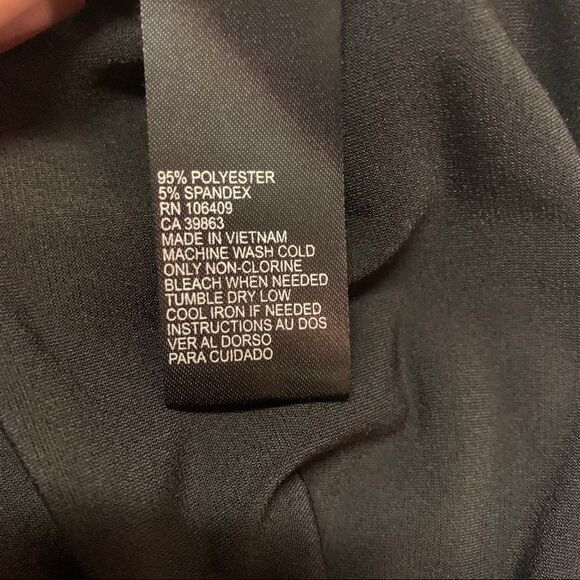 95% POLYESTER
5% SPANDEX
RN 106409
CA 39863
MADE IN VIETNAM
MACHINE WASH COLD
ONLY NON-CLORINE
BLEACH WHEN NEEDED
TUMBLE DRY LOW
COOL IRON IF NEEDED
INSTRUCTIONS AU DOS
VER AL DORSO
PARA CUIDADO